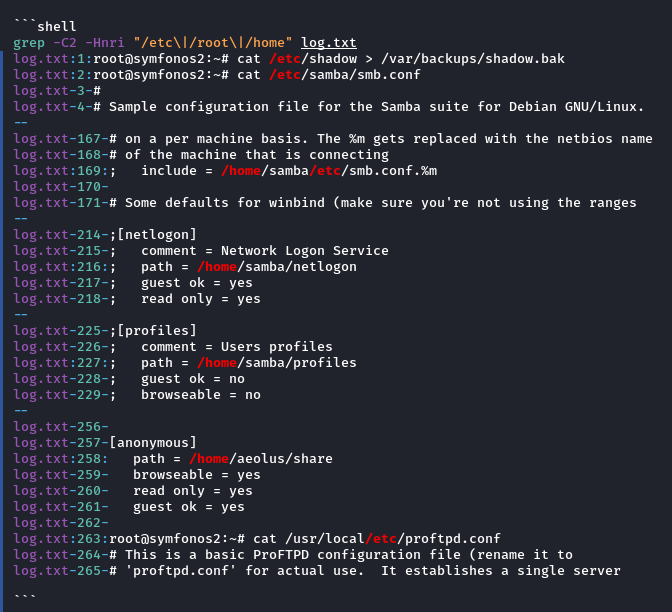 ```shell
grep -C2 -Hnri "/etc\|/root\|/home" log.txt
log.txt:1:root@symfonos2:~# cat /etc/shadow > /var/backups/shadow.bak
log.txt:2:root@symfonos2:~# cat /etc/samba/smb.conf
log.txt-3-#
log.txt-4-# Sample configuration file for the Samba suite for Debian GNU/Linux.
--
log.txt-167-# on a per machine basis. The %m gets replaced with the netbios name
log.txt-168-# of the machine that is connecting
log.txt:169:;   include = /home/samba/etc/smb.conf.%m
log.txt-170-
log.txt-171-# Some defaults for winbind (make sure you're not using the ranges
--
log.txt-214-;[netlogon]
log.txt-215-;   comment = Network Logon Service
log.txt:216:;   path = /home/samba/netlogon
log.txt-217-;   guest ok = yes
log.txt-218-;   read only = yes
--
log.txt-225-;[profiles]
log.txt-226-;   comment = Users profiles
log.txt:227:;   path = /home/samba/profiles
log.txt-228-;   guest ok = no
log.txt-229-;   browseable = no
--
log.txt-256-
log.txt-257-[anonymous]
log.txt:258:   path = /home/aeolus/share
log.txt-259-   browseable = yes
log.txt-260-   read only = yes
log.txt-261-   guest ok = yes
log.txt-262-
log.txt:263:root@symfonos2:~# cat /usr/local/etc/proftpd.conf
log.txt-264-# This is a basic ProFTPD configuration file (rename it to
log.txt-265-# 'proftpd.conf' for actual use.  It establishes a single server
```